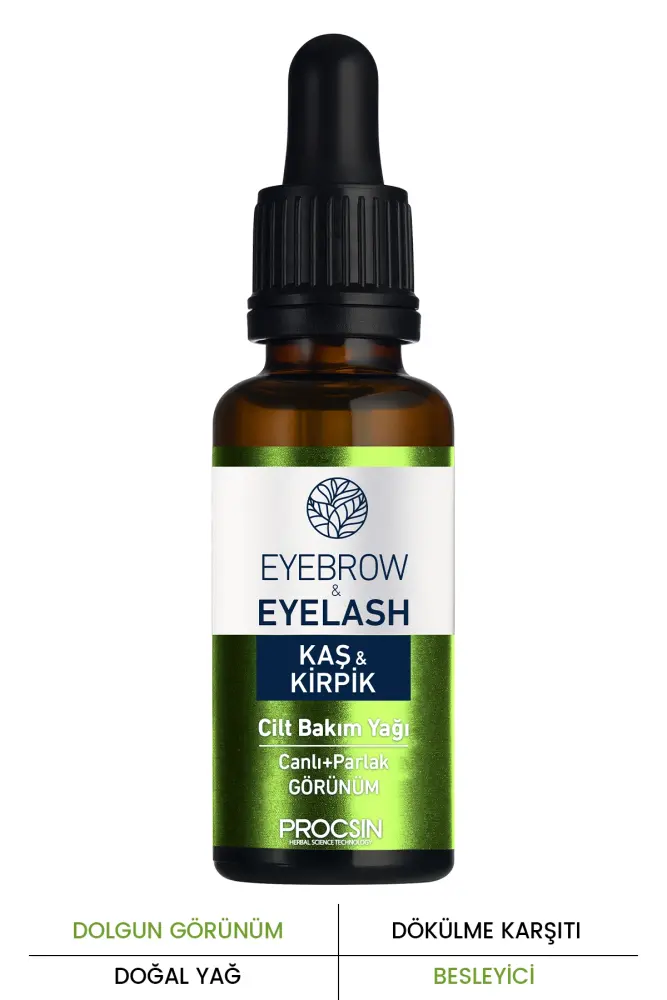 EYEBROW
&
EYELASH
KAŞ &
KİRPİK
Cilt Bakım Yağı
Canlı+Parlak
GÖRÜNÜM
PROCSIN
HERBAL SCIENCE TECHNOLOGY
DOLGUN GÖRÜNÜM
DÖKÜLME KARŞITI
DOĞAL YAĞ
BESLEYİCİ